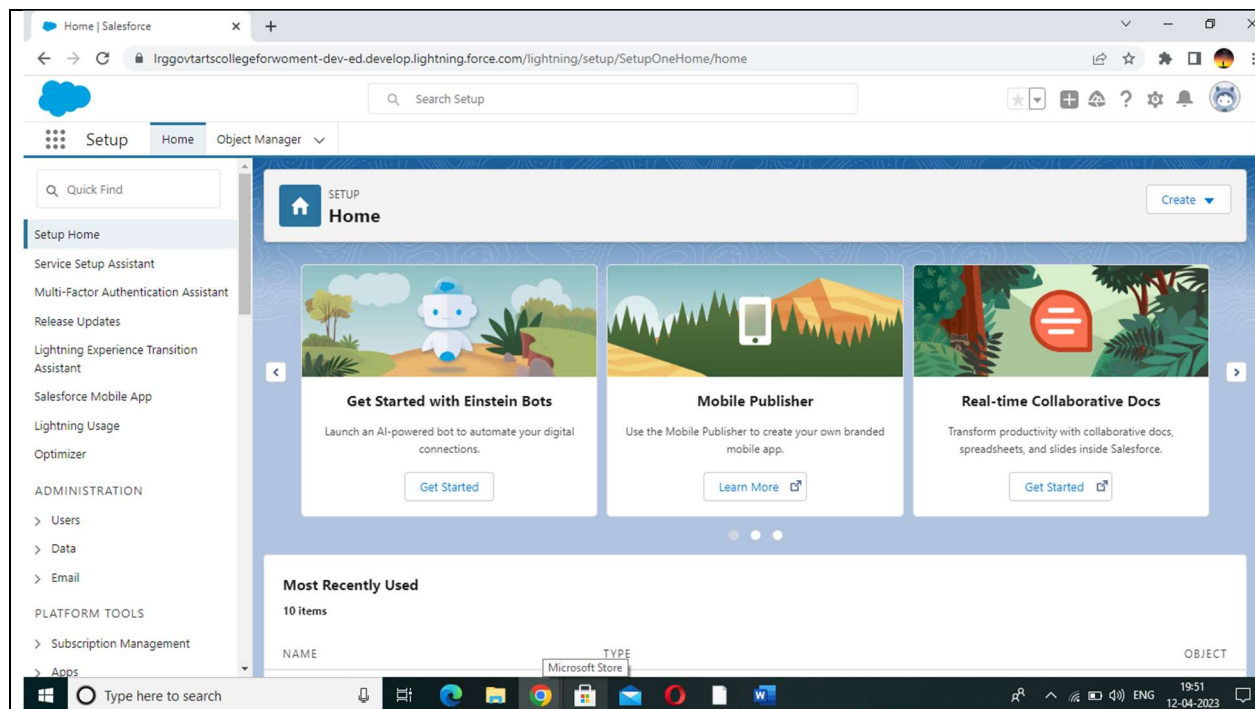 Home | Salesforce
lrggovtartscollegeforwoment-dev-ed.develop.lightning.force.com/lightning/setup/SetupOneHome/home
Search Setup
Setup Home Object Manager
Quick Find
Setup Home
Service Setup Assistant
Multi-Factor Authentication Assistant
Release Updates
Lightning Experience Transition
Assistant
Salesforce Mobile App
Lightning Usage
Optimizer
ADMINISTRATION
Users
Data
Email
PLATFORM TOOLS
Subscription Management
Apps
SETUP
Home
Create
Get Started with Einstein Bots
Launch an AI-powered bot to automate your digital
connections.
Get Started
Mobile Publisher
Use the Mobile Publisher to create your own branded
mobile app.
Learn More
Real-time Collaborative Docs
Transform productivity with collaborative docs,
spreadsheets, and slides inside Salesforce.
Get Started
Most Recently Used
10 items
NAME TYPE OBJECT
Microsoft Store
Type here to search
ENG
19:51
12-04-2023